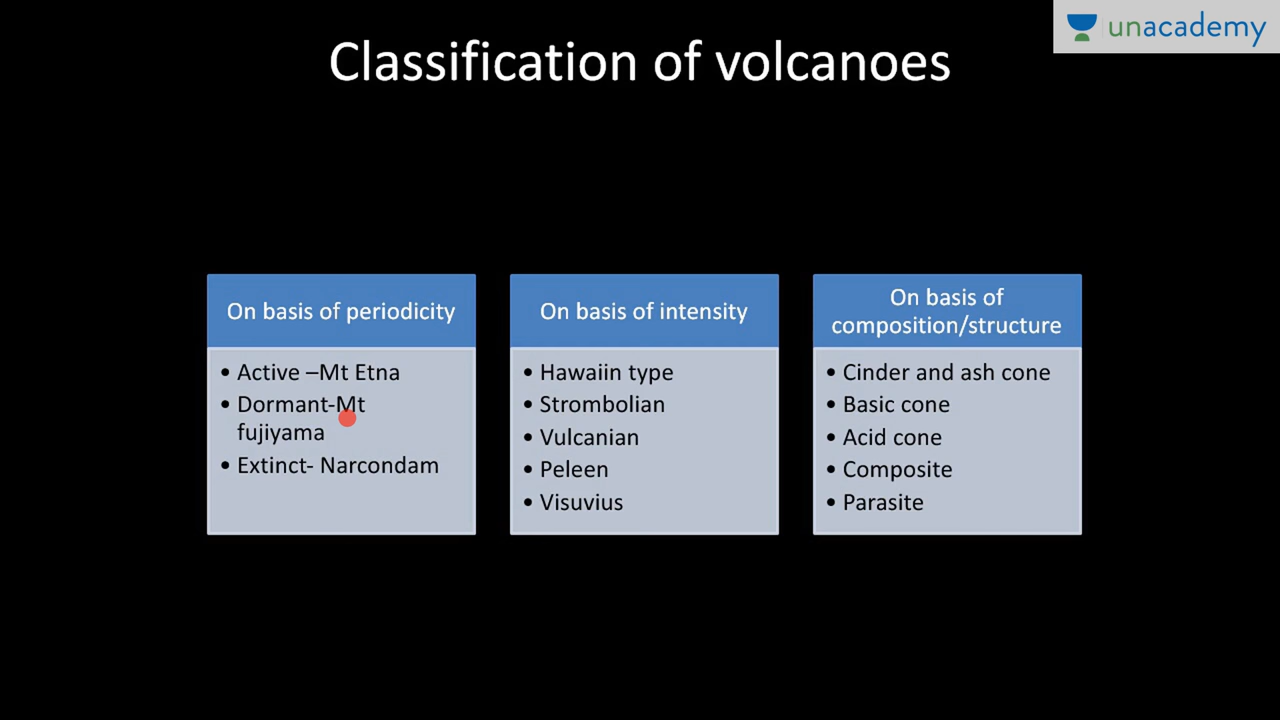 unacademy
Classification of volcanoes
On basis of periodicity
• Active –Mt Etna
• Dormant-Mt
fujiyama
• Extinct- Narcondam
On basis of intensity
• Hawaiin type
• Strombolian
• Vulcanian
• Peleen
• Visuvius
On basis of
composition/structure
• Cinder and ash cone
• Basic cone
• Acid cone
• Composite
• Parasite